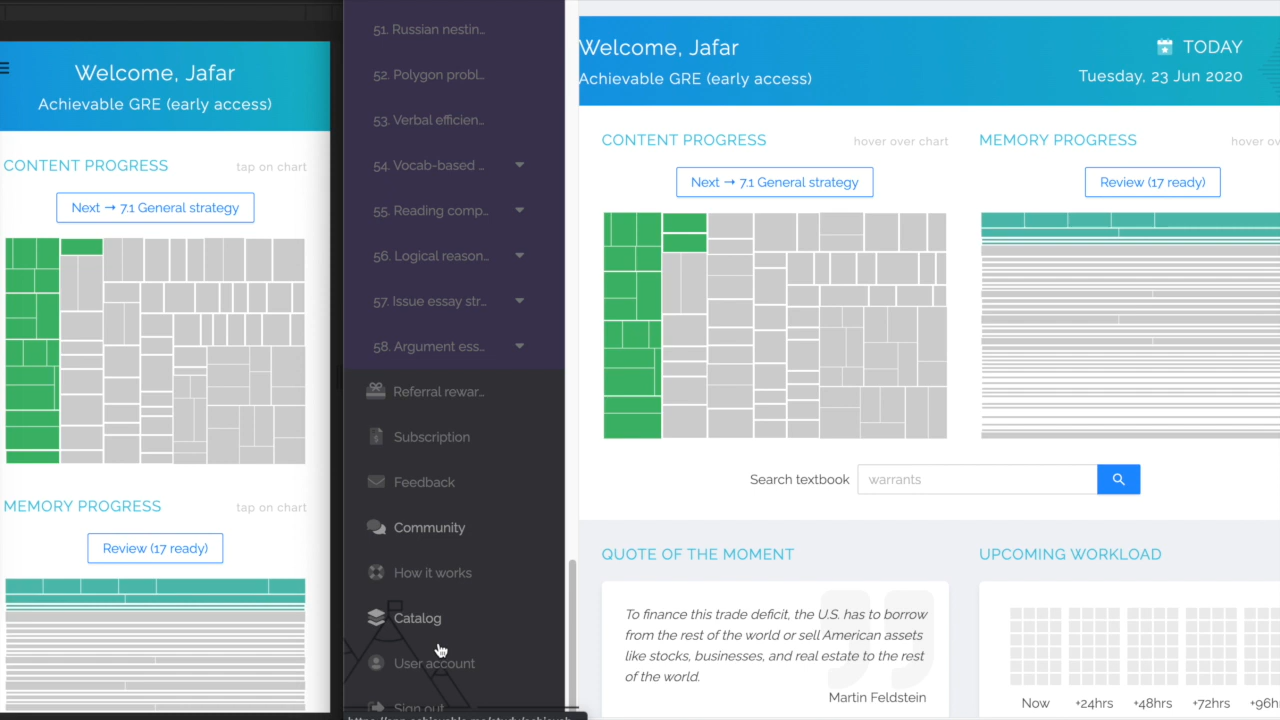 Welcome, Jafar
Achievable GRE (early access)
CONTENT PROGRESS
tap on chart
Next → 7.1 General strategy
MEMORY PROGRESS
tap on chart
Review (17 ready)
51. Russian nestin...
52. Polygon probl...
53. Verbal efficien...
54. Vocab-based ...
55. Reading comp...
56. Logical reason...
57. Issue essay str...
58. Argument ess...
Referral rewar...
Subscription
Feedback
Community
How it works
Catalog
User account
Sign out
Welcome, Jafar
Achievable GRE (early access)
TODAY
Tuesday, 23 Jun 2020
CONTENT PROGRESS
hover over chart
Next → 7.1 General strategy
MEMORY PROGRESS
hover ov
Review (17 ready)
Search textbook
warrants
QUOTE OF THE MOMENT
To finance this trade deficit, the U.S. has to borrow
from the rest of the world or sell American assets
like stocks, businesses, and real estate to the rest
of the world.
Martin Feldstein
UPCOMING WORKLOAD
Now +24hrs +48hrs +72hrs +96h